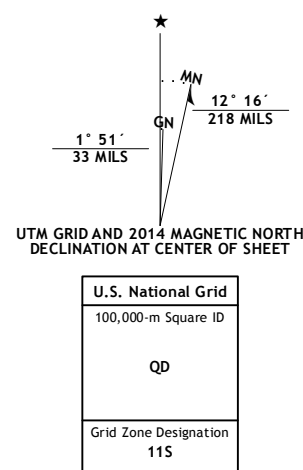 ★
MN
GN
12° 16´
218 MILS
1° 51´
33 MILS
UTM GRID AND 2014 MAGNETIC NORTH
DECLINATION AT CENTER OF SHEET
U.S. National Grid
100,000-m Square ID
QD
Grid Zone Designation
11S